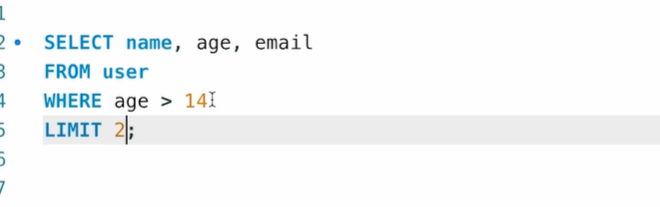 1
2 SELECT name, age, email
3 FROM user
4 WHERE age > 14
5 LIMIT 2;
6
7